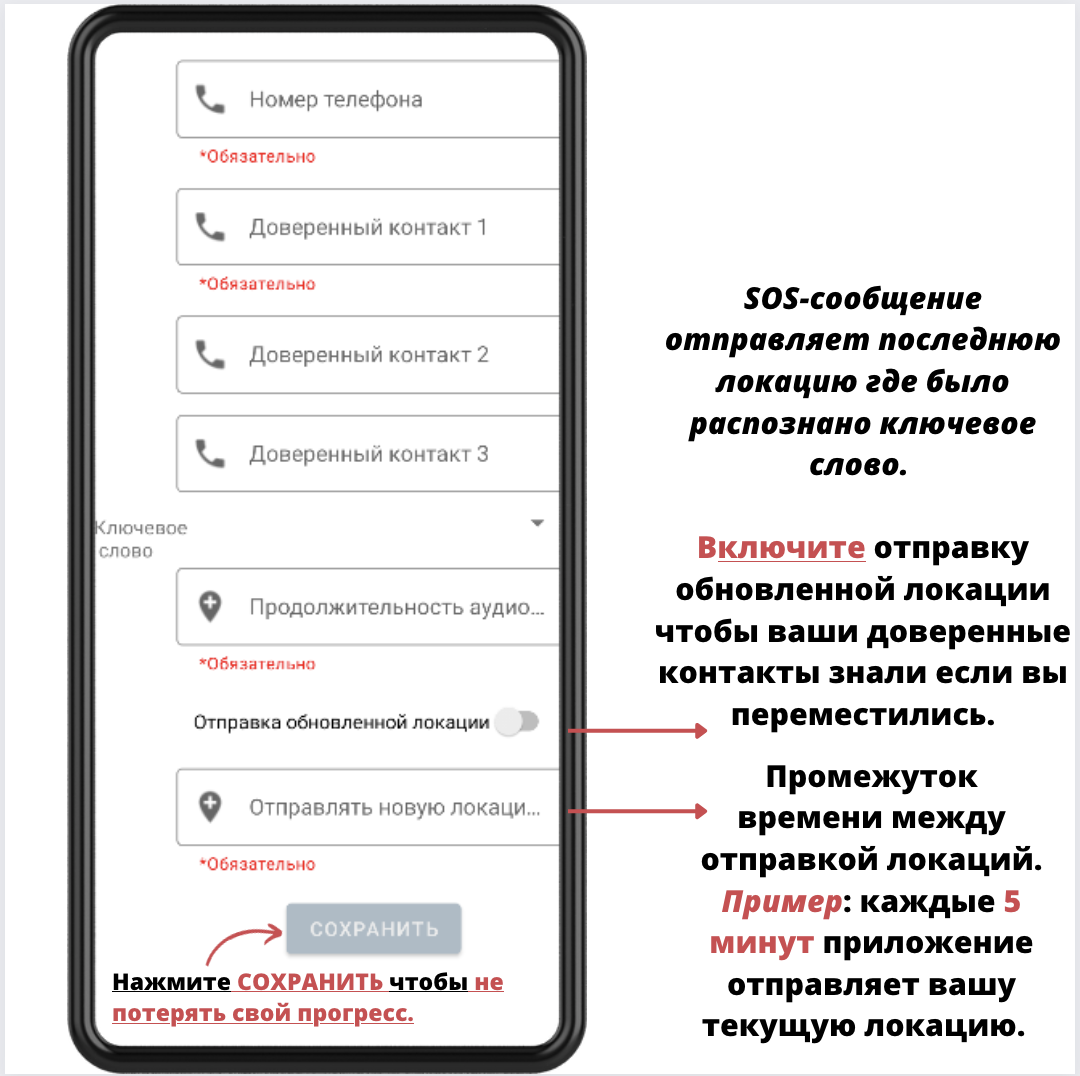 Номер телефона
*Обязательно
Доверенный контакт 1
*Обязательно
Доверенный контакт 2
Доверенный контакт 3
Ключевое
слово
Продолжительность аудио...
*Обязательно
Отправка обновленной локации
Отправлять новую локаци...
*Обязательно
СОХРАНИТЬ
Нажмите СОХРАНИТЬ чтобы не
потерять свой прогресс.
SOS-сообщение
отправляет последнюю
локацию где было
распознано ключевое
слово.
Включите отправку
обновленной локации
чтобы ваши доверенные
контакты знали если вы
переместились.
Промежуток
времени между
отправкой локаций.
Пример: каждые 5
минут приложение
отправляет вашу
текущую локацию.